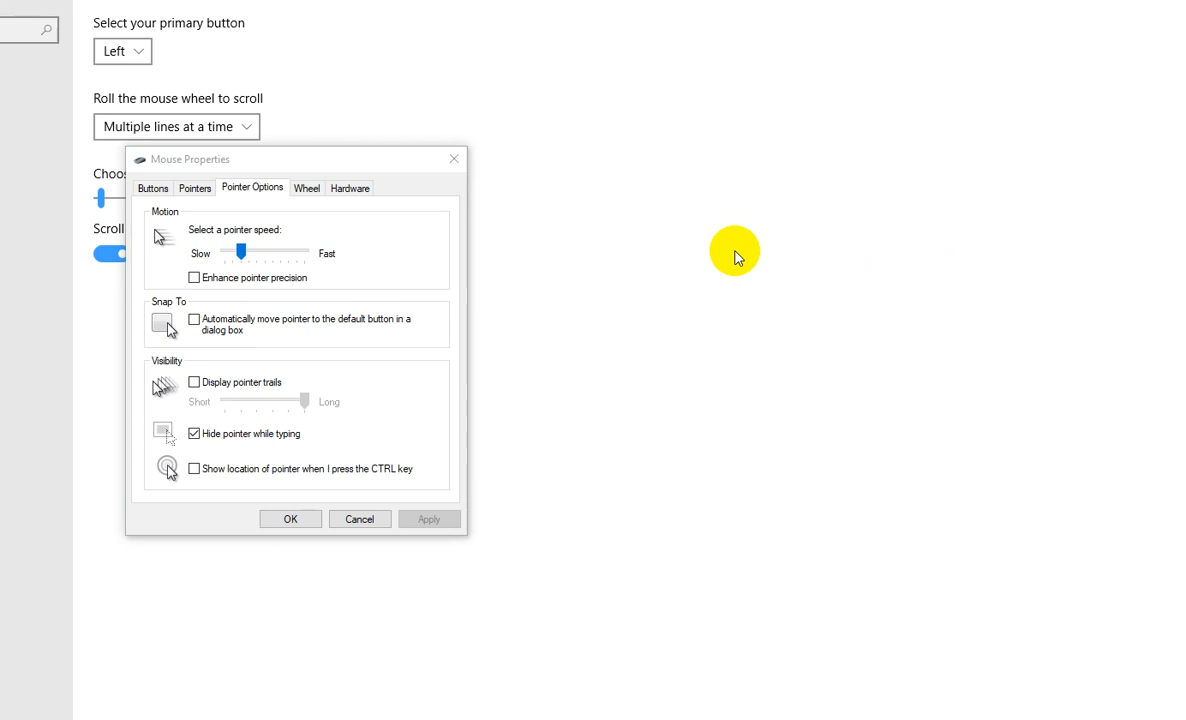 Select your primary button
Left
Roll the mouse wheel to scroll
Multiple lines at a time
Mouse Properties
Buttons Pointers Pointer Options Wheel Hardware
Motion
Select a pointer speed:
Slow Fast
Enhance pointer precision
Scroll
Snap To
Automatically move pointer to the default button in a
dialog box
Visibility
Display pointer trails
Short Long
Hide pointer while typing
Show location of pointer when I press the CTRL key
OK Cancel Apply